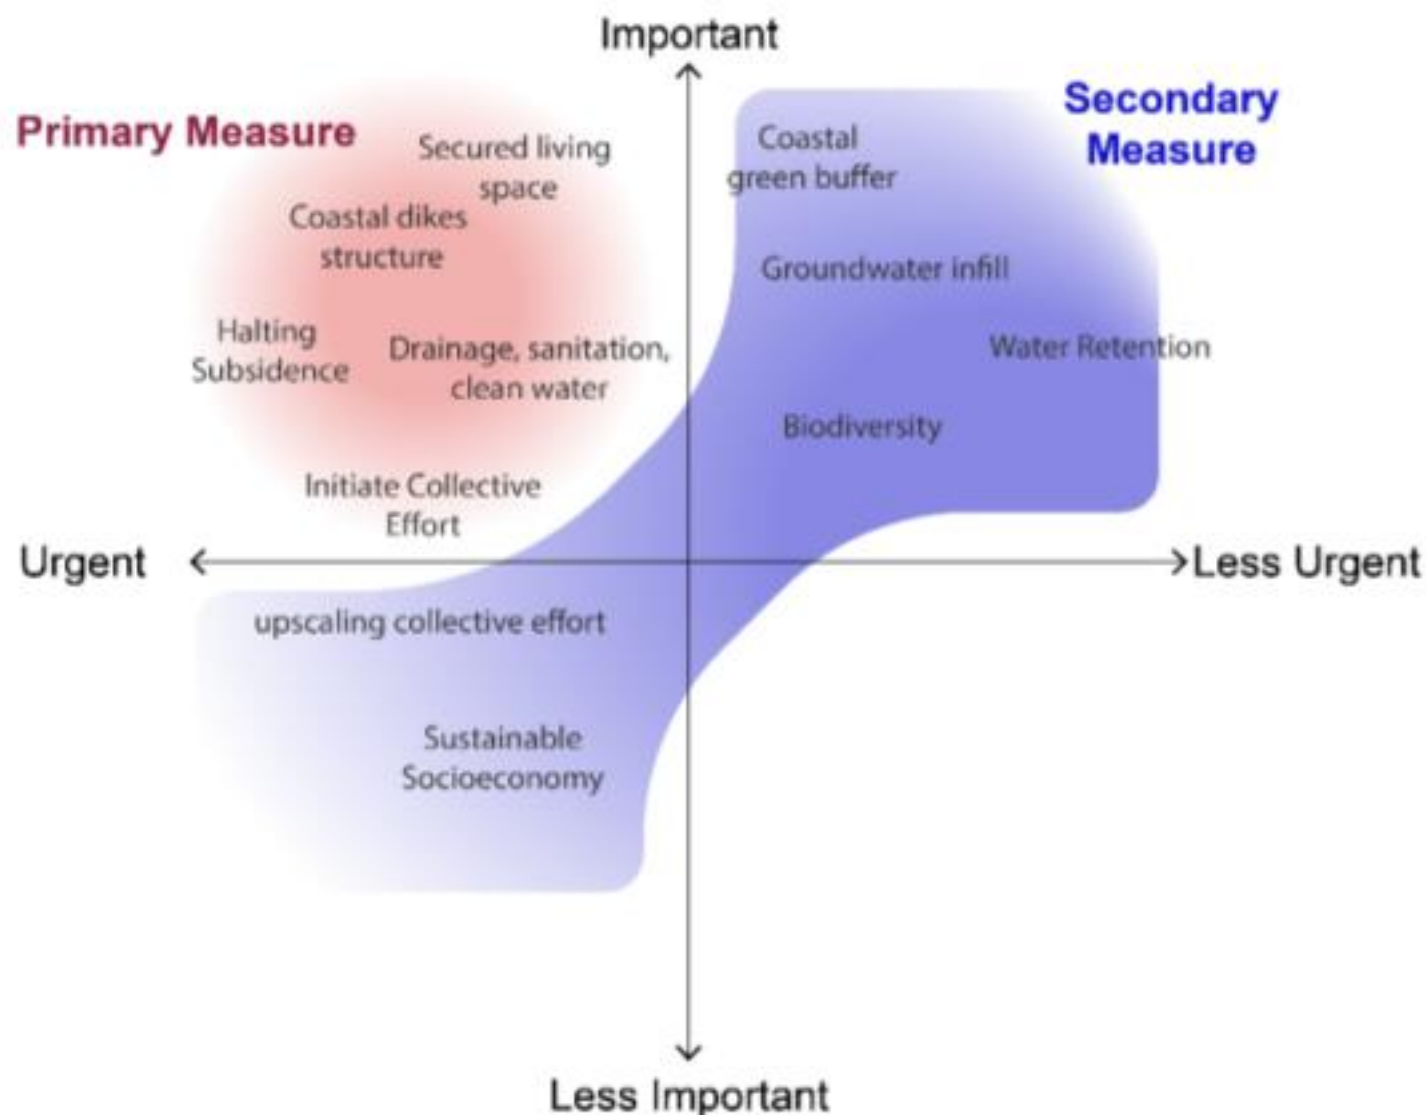 Important
Primary Measure
Secondary
Measure
Secured living
space
Coastal dikes
structure
Halting
Subsidence
Drainage, sanitation,
clean water
Initiate Collective
Effort
Coastal
green buffer
Groundwater infill
Water Retention
Biodiversity
Urgent
Less Urgent
upscaling collective effort
Sustainable
Socioeconomy
Less Important